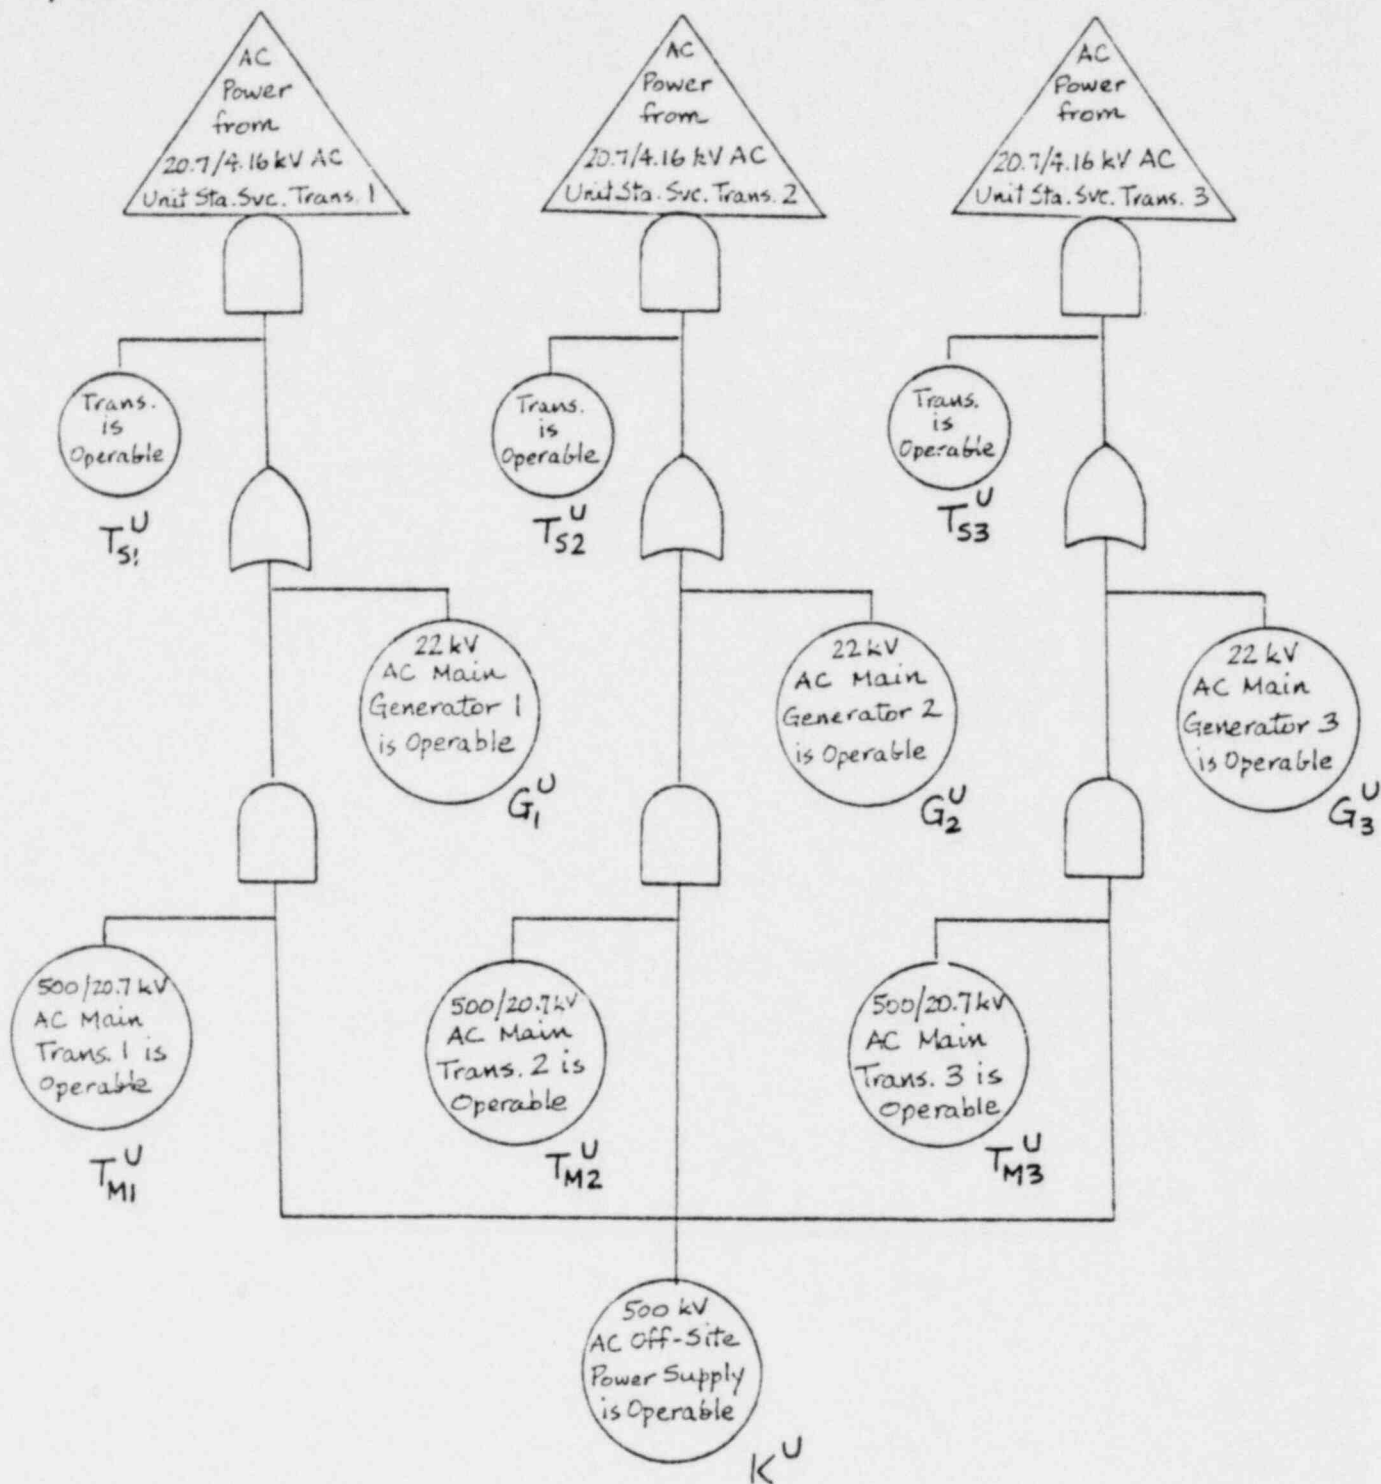 AC
Power
from
20.7/4.16 kV AC
Unit Sta. Svc. Trans. 1
AC
Power
from
20.7/4.16 kV AC
Unit Sta. Svc. Trans. 2
AC
Power
from
20.7/4.16 kV AC
Unit Sta. Svc. Trans. 3
Trans.
is
Operable
T_S1^U
Trans.
is
Operable
T_S2^U
Trans.
is
Operable
T_S3^U
22 kV
AC Main
Generator 1
is Operable
G_1^U
22 kV
AC Main
Generator 2
is Operable
G_2^U
22 kV
AC Main
Generator 3
is Operable
G_3^U
500/20.7 kV
AC Main
Trans. 1 is
Operable
T_M1^U
500/20.7 kV
AC Main
Trans. 2 is
Operable
T_M2^U
500/20.7 kV
AC Main
Trans. 3 is
Operable
T_M3^U
500 kV
AC Off-Site
Power Supply
is Operable
K^U